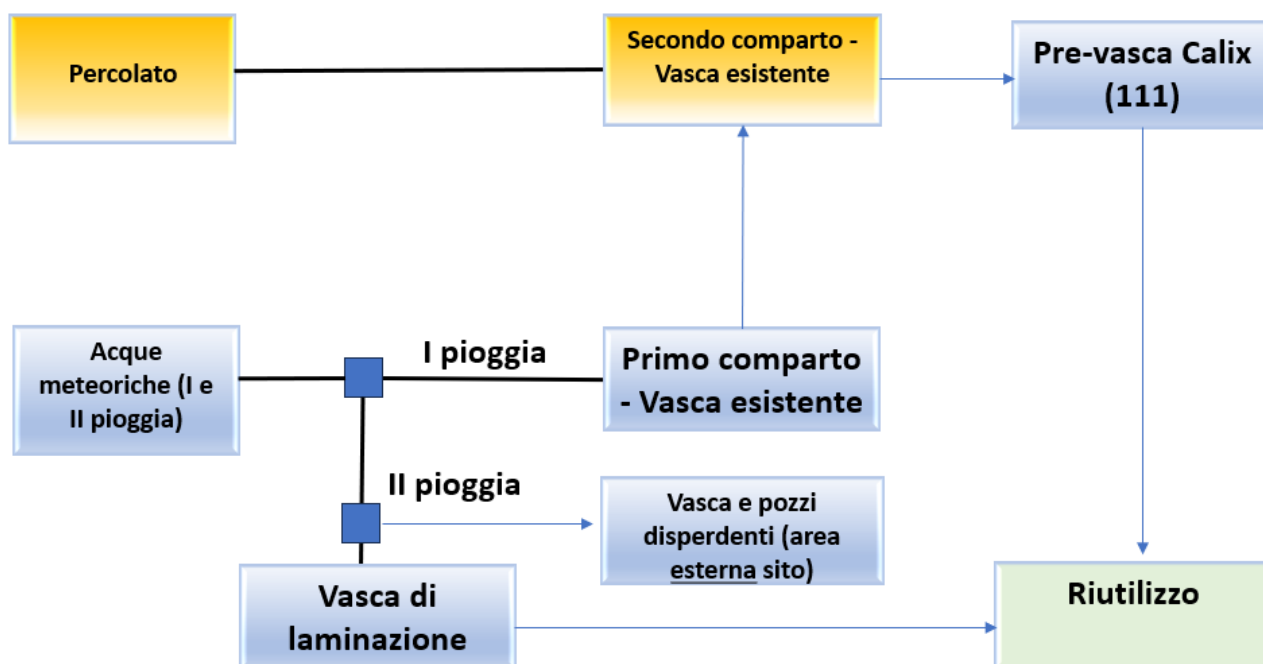 Percolato
Secondo comparto -
Vasca esistente
Pre-vasca Calix
(111)
Acque
meteoriche (I e
II pioggia)
I pioggia
Primo comparto
- Vasca esistente
II pioggia
Vasca e pozzi
disperdenti (area
esterna sito)
Vasca di
laminazione
Riutilizzo